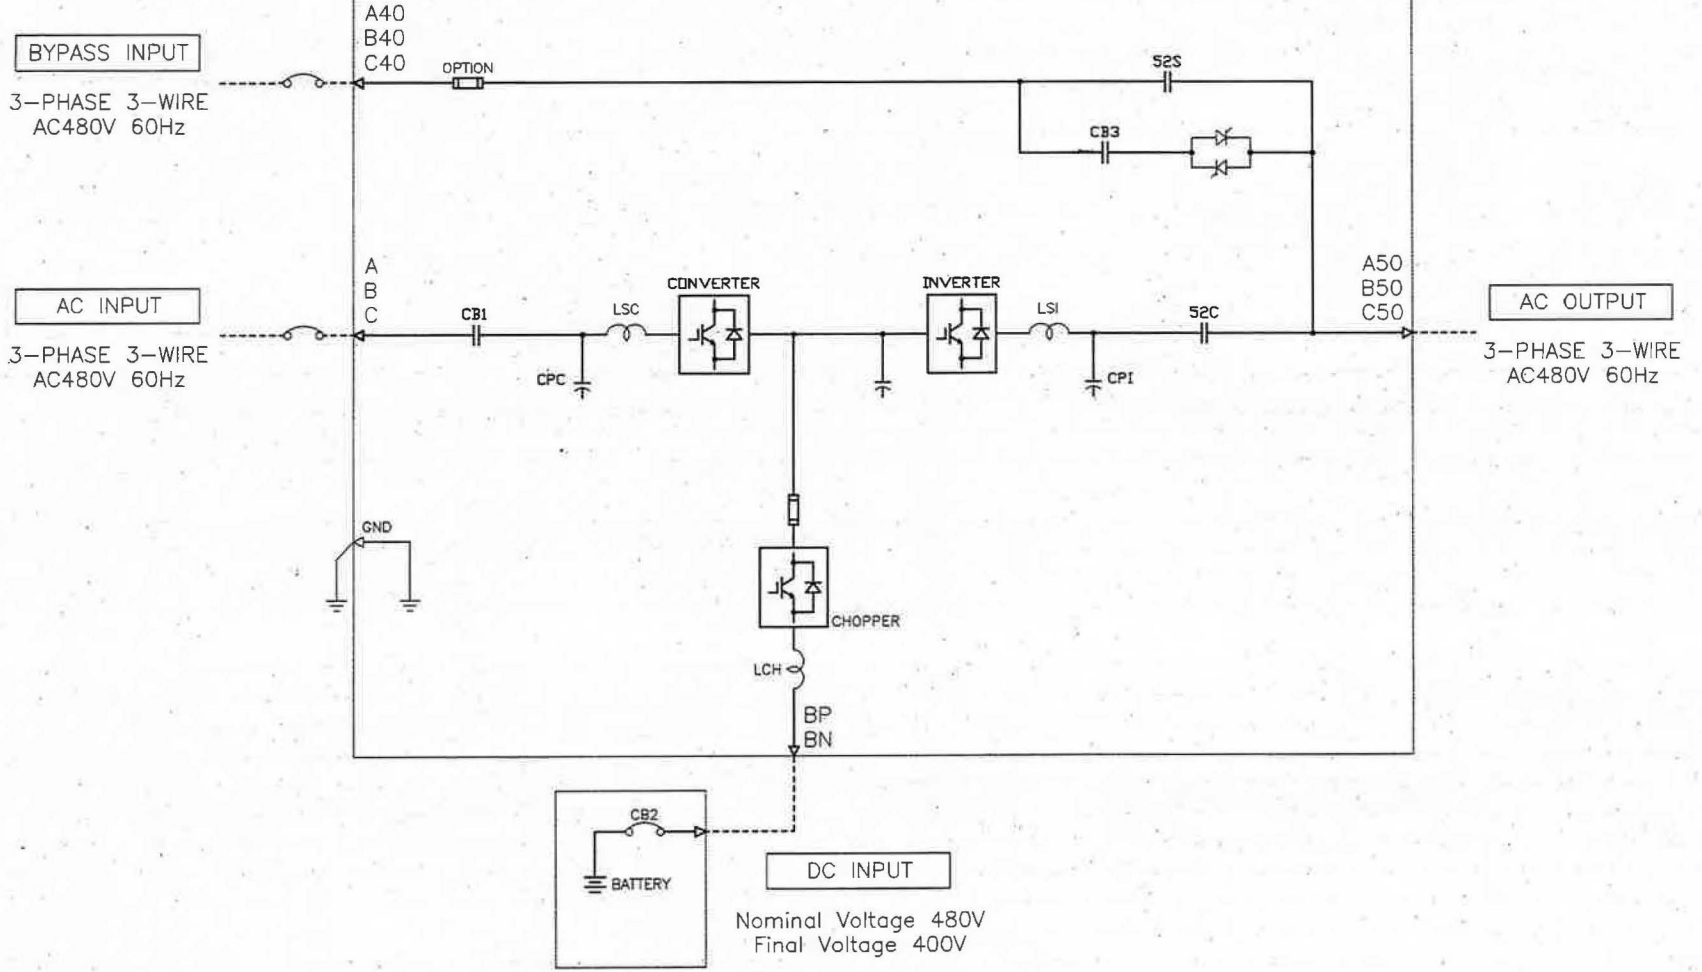 A40
B40
C40
BYPASS INPUT
3-PHASE 3-WIRE
AC480V 60Hz
OPTION
52S
CB3
A
B
C
AC INPUT
3-PHASE 3-WIRE
AC480V 60Hz
CB1
LSC
CPC
CONVERTER
INVERTER
LSI
CPI
52C
A50
B50
C50
AC OUTPUT
3-PHASE 3-WIRE
AC480V 60Hz
GND
CHOPPER
LCH
BP
BN
CB2
BATTERY
DC INPUT
Nominal Voltage 480V
Final Voltage 400V